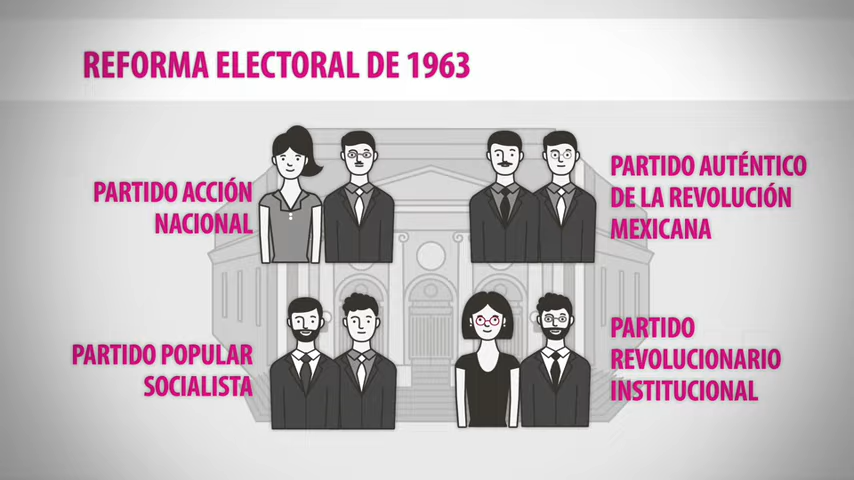 REFORMA ELECTORAL DE 1963
PARTIDO ACCIÓN
NACIONAL
PARTIDO AUTÉNTICO
DE LA REVOLUCIÓN
MEXICANA
PARTIDO POPULAR
SOCIALISTA
PARTIDO
REVOLUCIONARIO
INSTITUCIONAL